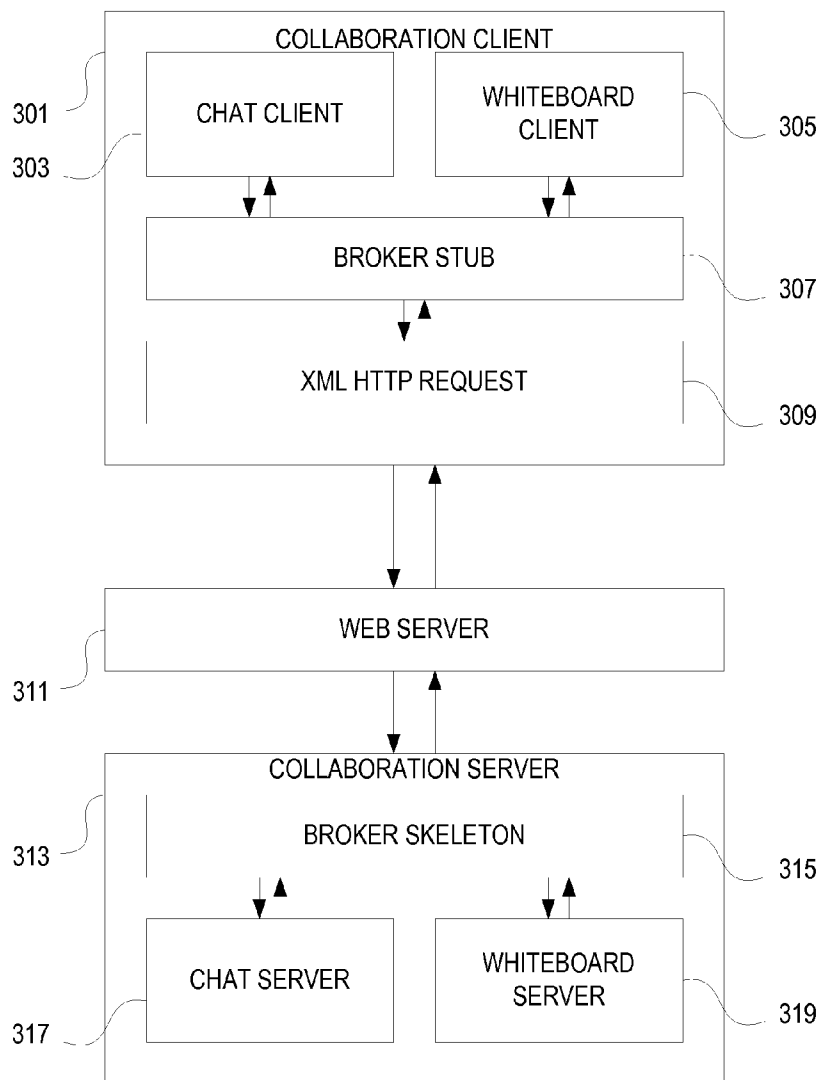 COLLABORATION CLIENT
301
CHAT CLIENT
303
WHITEBOARD
CLIENT
305
BROKER STUB
307
XML HTTP REQUEST
309
WEB SERVER
311
COLLABORATION SERVER
313
BROKER SKELETON
315
CHAT SERVER
317
WHITEBOARD
SERVER
319